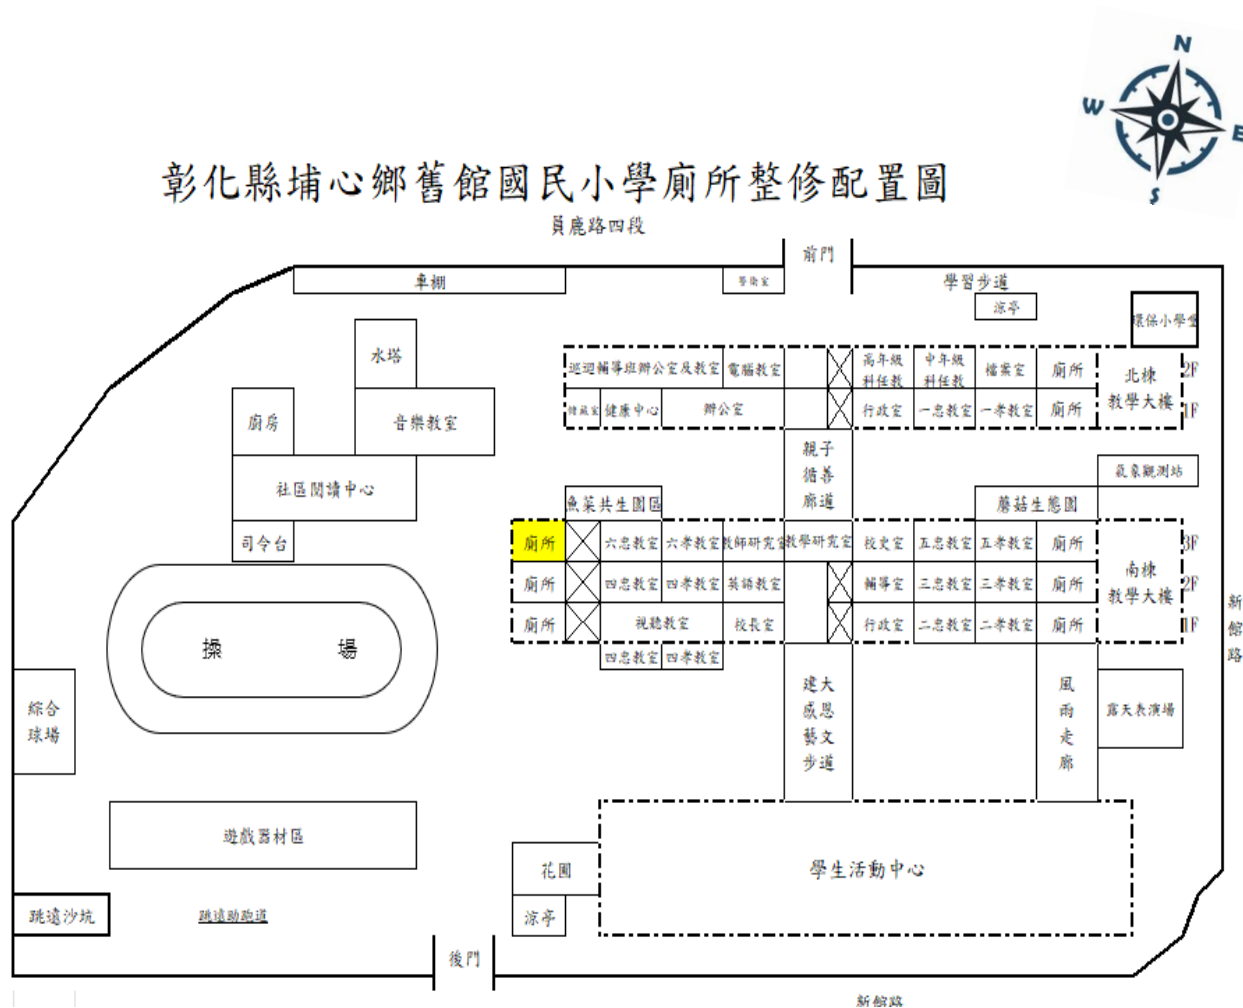 N
W
E
S
彰化縣埔心鄉舊館國民小學廁所整修配置圖
員鹿路四段
前門
車棚
警衛室
學習步道
涼亭
環保小學堂
水塔
巡迴輔導班辦公室及教室
電腦教室
高年級
科任教
中年級
科任教
檔案室
廁所
北棟
教學大樓
2F
儲藏室
健康中心
辦公室
行政室
一忠教室
一孝教室
廁所
1F
廚房
音樂教室
親子
循善
廊道
社區閱讀中心
氣象觀測站
魚菜共生園區
蘑菇生態園
司令台
廁所
六忠教室
六孝教室
教師研究室
教學研究室
校史室
五忠教室
五孝教室
廁所
3F
南棟
教學大樓
廁所
四忠教室
四孝教室
英語教室
輔導室
三忠教室
三孝教室
廁所
2F
廁所
視聽教室
校長室
行政室
二忠教室
二孝教室
廁所
1F
四忠教室
四孝教室
新
館
路
操場
綜合
球場
建大
感恩
藝文
步道
風
雨
走
廊
露天表演場
遊戲器材區
花圃
學生活動中心
跳遠沙坑
跳遠助跑道
涼亭
後門
新館路